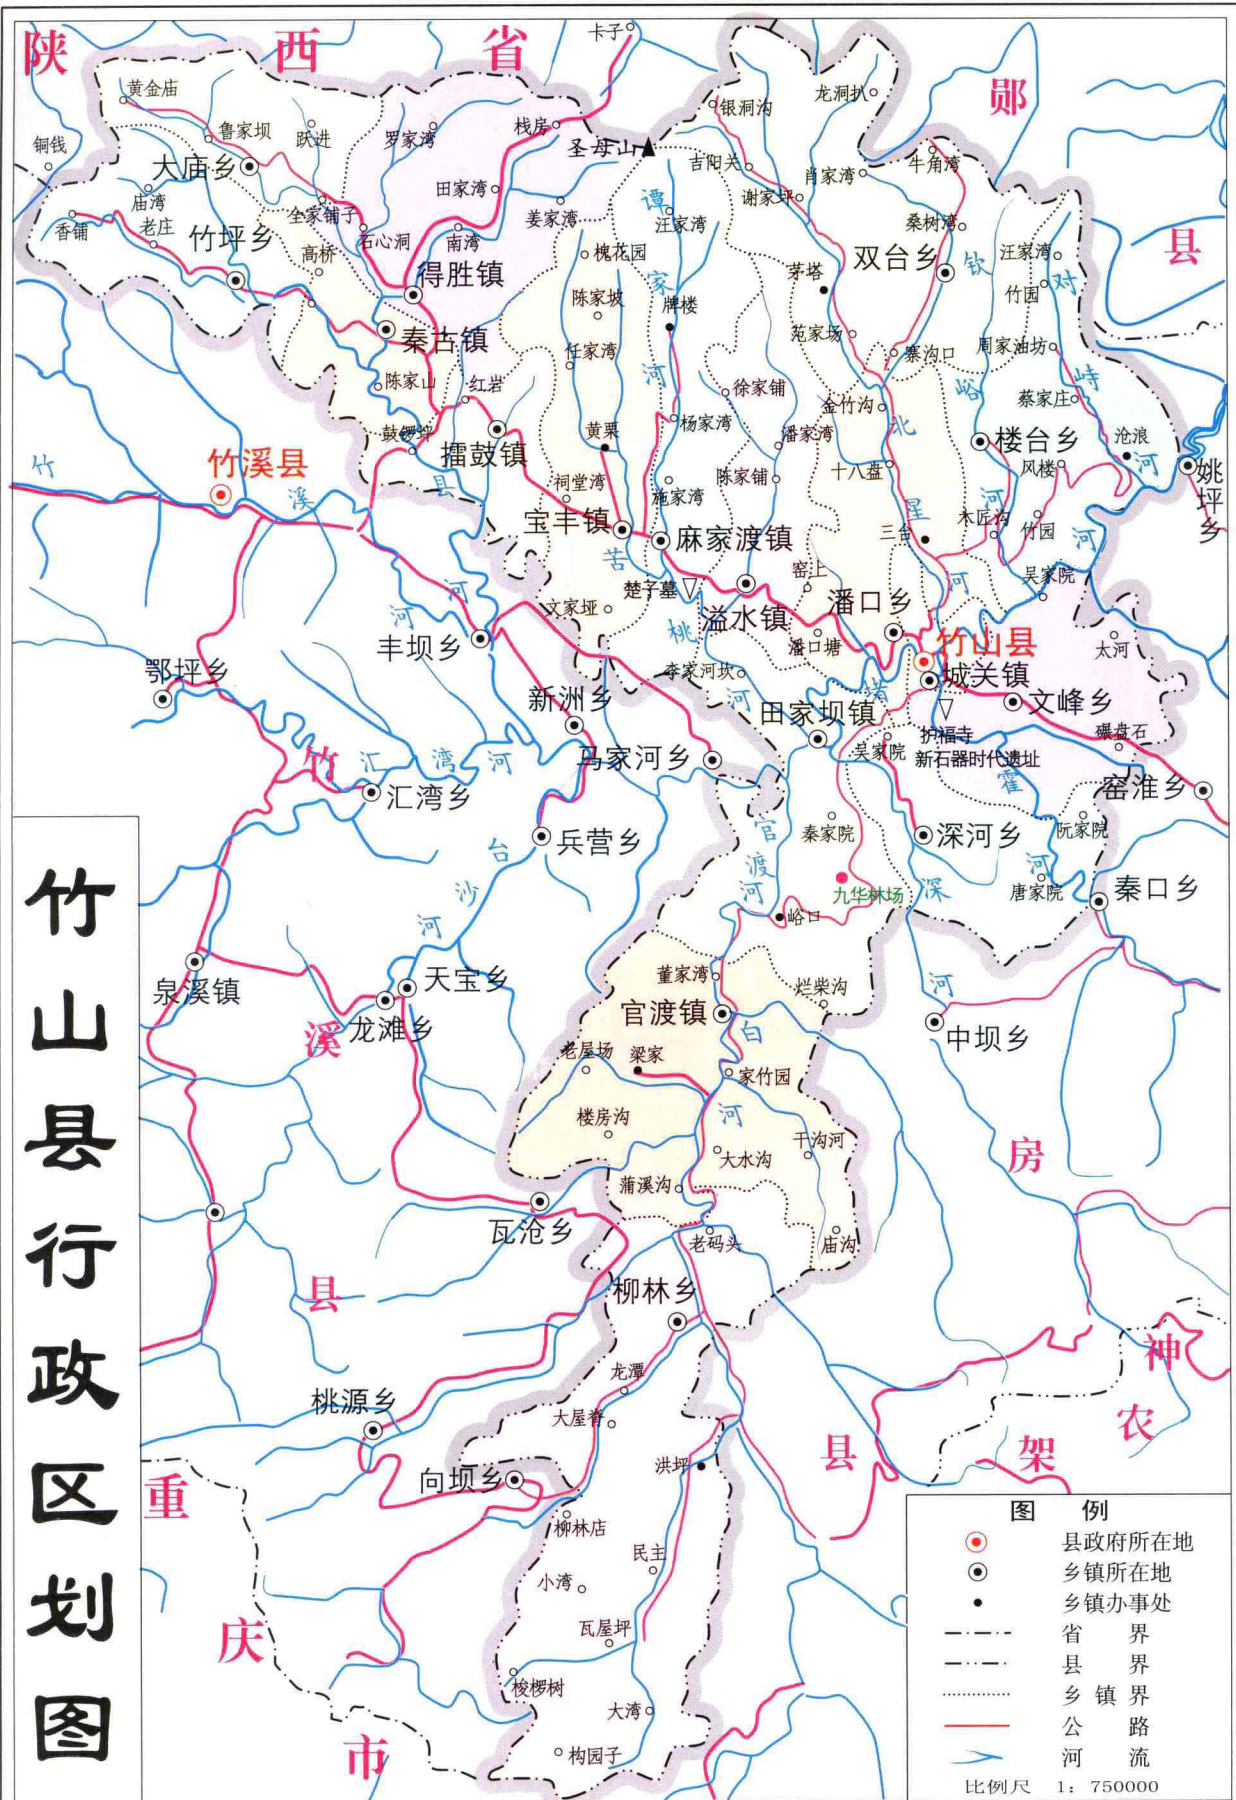 陕西省
卡子
黄金庙
银洞沟
龙洞扒
郧县
鲁家坝
跃进
罗家湾
栈房
圣母山
铜钱
大庙乡
吉阳关
肖家湾
牛角湾
田家湾
谢家坪
庙湾
全家铺子
姜家湾
谭家河
汪家湾
桑树湾
香铺
老庄
竹坪乡
石心洞
南湾
槐花园
双台乡
钦峪河
汪家湾
高桥
得胜镇
茅塔
竹园
对峙河
陈家坡
牌楼
秦古镇
范家场
寨沟口
周家油坊
任家湾
陈家山
红岩
徐家铺
金竹沟
蔡家庄
杨家湾
北星河
鼓锣坪
擂鼓镇
黄栗
潘家湾
楼台乡
沧浪
竹溪县
竹溪河
县河
陈家铺
十八盘
风楼
姚坪乡
祠堂湾
施家湾
宝丰镇
麻家渡镇
三台
木匠沟
竹园
河
苦桃河
窑上
吴家院
楚子墓
文家垭
溢水镇
潘口乡
丰坝乡
潘口塘
竹山县
太河
鄂坪乡
李家河坎
堵
城关镇
新洲乡
田家坝镇
文峰乡
护福寺
新石器时代遗址
吴家院
碾盘石
马家河乡
竹溪县
汇湾河
汇湾乡
霍河
窑淮乡
官渡河
秦家院
阮家院
兵营乡
深河乡
台沙河
九华林场
深河
唐家院
秦口乡
峪口
泉溪镇
天宝乡
董家湾
烂柴沟
龙滩乡
官渡镇
白河
中坝乡
老屋场
梁家
家竹园
楼房沟
干沟河
房县
大水沟
蒲溪沟
瓦沧乡
老码头
庙沟
柳林乡
神农架
龙潭
桃源乡
大屋脊
向坝乡
洪坪
重庆市
柳林店
民主
小湾
瓦屋坪
梭椤树
大湾
构园子
竹山县行政区划图
图 例
县政府所在地
乡镇所在地
乡镇办事处
省 界
县 界
乡镇界
公 路
河 流
比例尺 1：750000